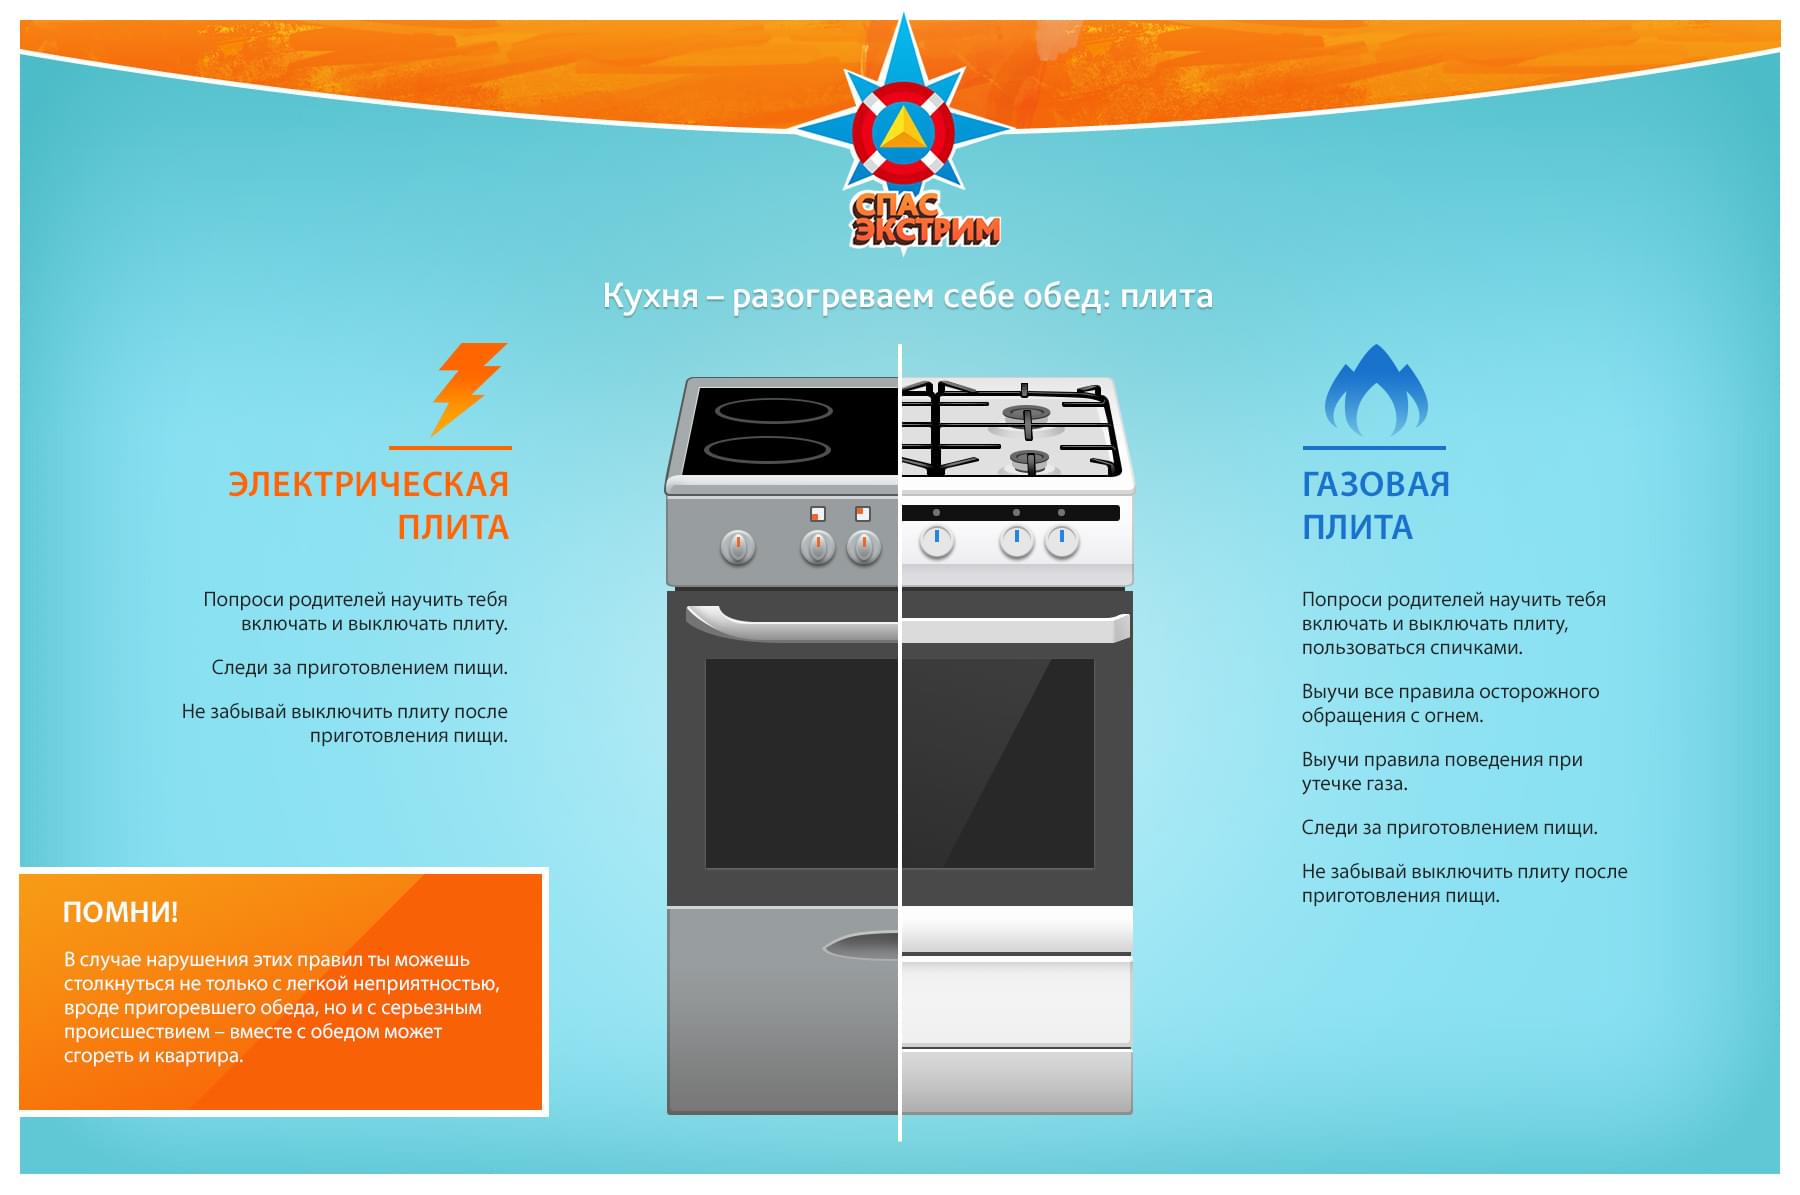 СПАС
ЭКСТРИМ
Кухня – разогреваем себе обед: плита
ЭЛЕКТРИЧЕСКАЯ
ПЛИТА
Попроси родителей научить тебя
включать и выключать плиту.
Следи за приготовлением пищи.
Не забывай выключить плиту после
приготовления пищи.
ГАЗОВАЯ
ПЛИТА
Попроси родителей научить тебя
включать и выключать плиту,
пользоваться спичками.
Выучи все правила осторожного
обращения с огнем.
Выучи правила поведения при
утечке газа.
Следи за приготовлением пищи.
Не забывай выключить плиту после
приготовления пищи.
ПОМНИ!
В случае нарушения этих правил ты можешь
столкнуться не только с легкой неприятностью,
вроде пригоревшего обеда, но и с серьезным
происшествием – вместе с обедом может
сгореть и квартира.